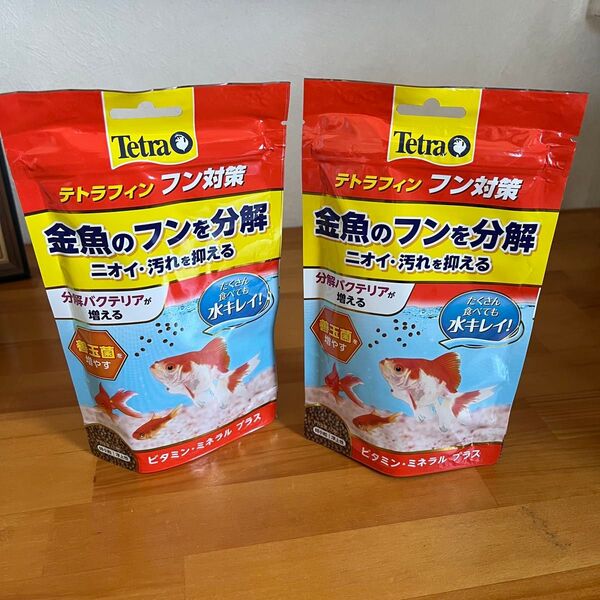 Tetra
テトラフィン フン対策
金魚のフンを分解
ニオイ・汚れを抑える
分解バクテリアが
増える
たくさん
食べても
水キレイ!
善玉菌を
増やす
ビタミン・ミネラル プラス
Tetra
テトラフィン フン対策
金魚のフンを分解
ニオイ・汚れを抑える
分解バクテリアが
増える
たくさん
食べても
水キレイ!
善玉菌を
増やす
ビタミン・ミネラル プラス